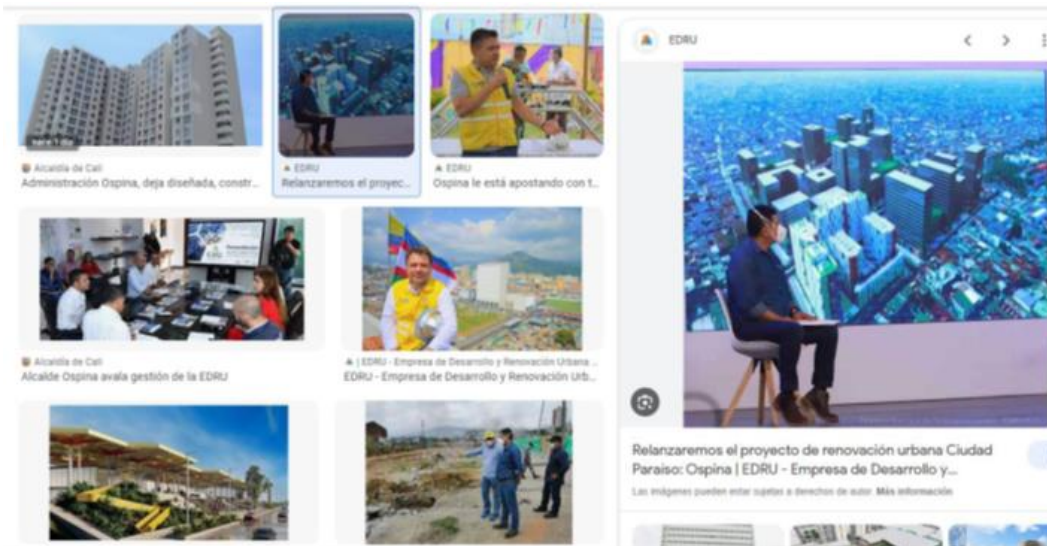 Alcaldía de Cali
Administración Ospina, deja diseñada, constr...
EDRU
Relanzaremos el proyec...
EDRU
Ospina le está apostando con t...
Alcaldía de Cali
Alcalde Ospina avala gestión de la EDRU
| EDRU - Empresa de Desarrollo y Renovación Urbana ...
EDRU - Empresa de Desarrollo y Renovación Urb...
EDRU
Relanzaremos el proyecto de renovación urbana Ciudad
Paraíso: Ospina | EDRU - Empresa de Desarrollo y...
Las imágenes pueden estar sujetas a derechos de autor. Más información